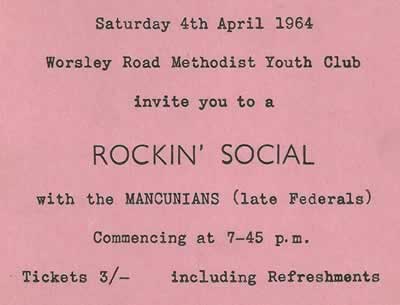 Saturday 4th April 1964
Worsley Road Methodist Youth Club
invite you to a
ROCKIN' SOCIAL
with the MANCUNIANS (late Federals)
Commencing at 7-45 p.m.
Tickets 3/- including Refreshments